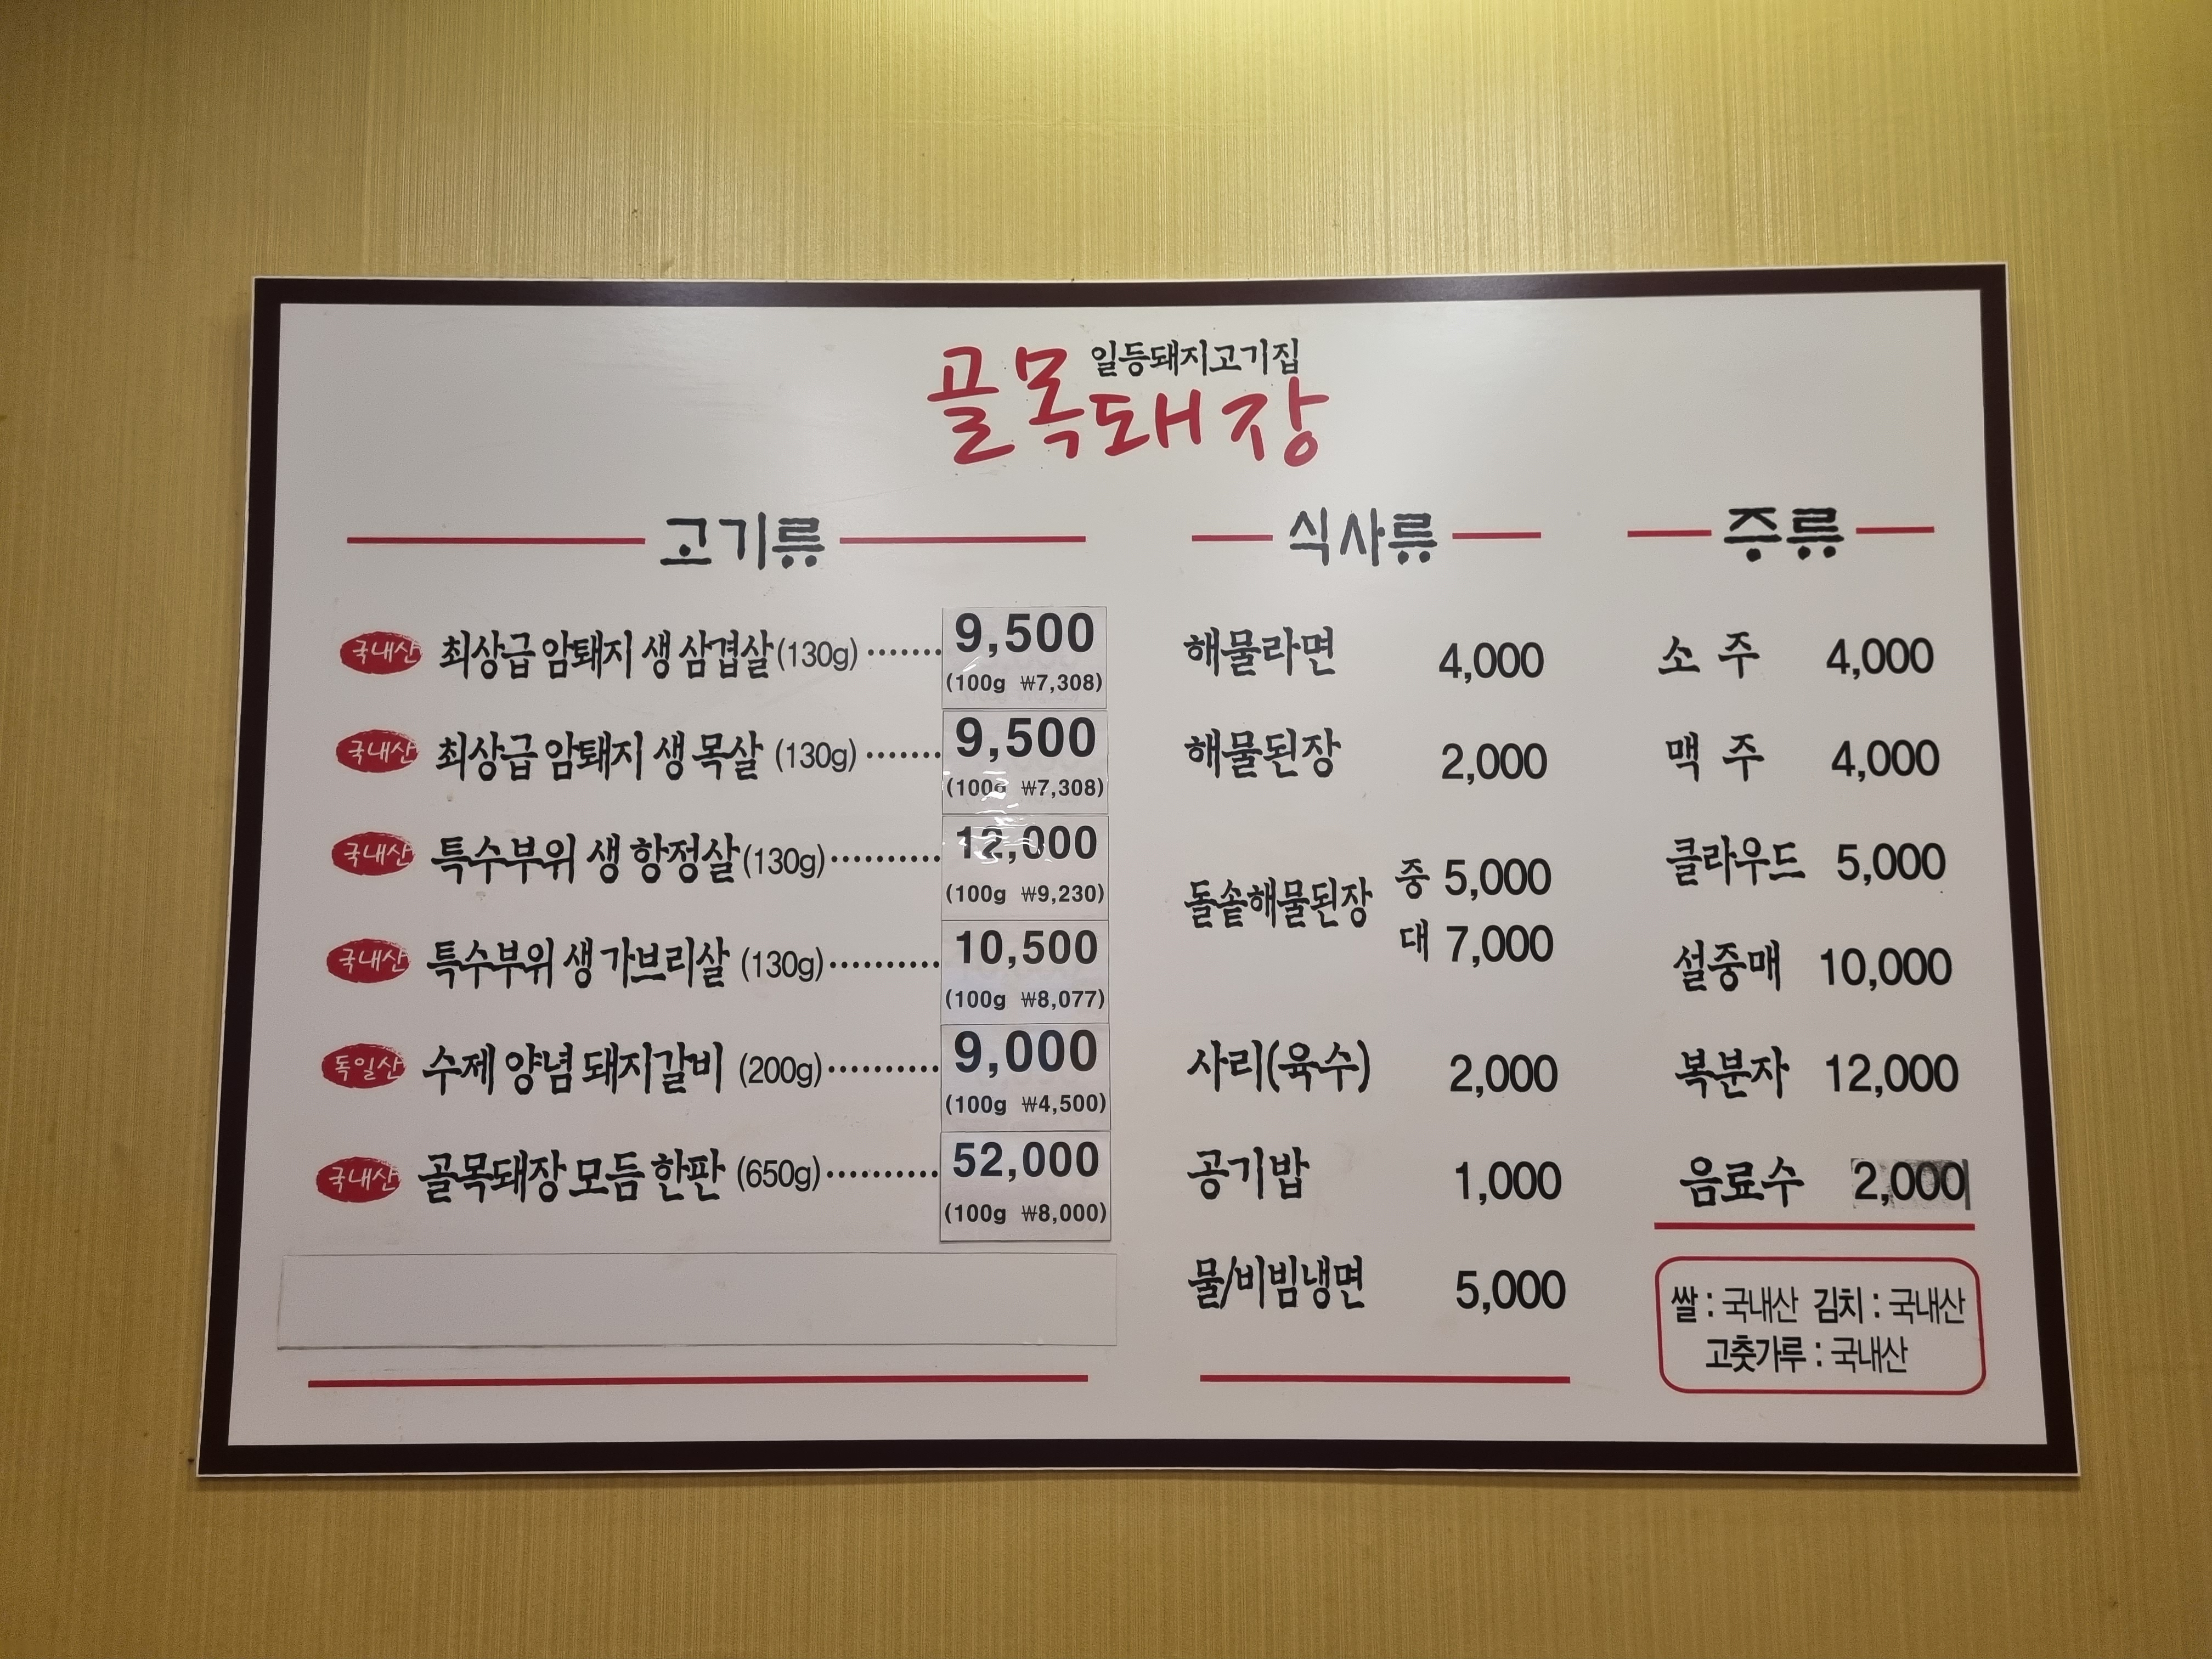 일등돼지고기집
골목돼장
고기류
국내산 최상급 암퇘지 생 삼겹살(130g) ······· 9,500
(100g ₩7,308)
국내산 최상급 암퇘지 생 목살 (130g) ······· 9,500
(100g ₩7,308)
국내산 특수부위 생 항정살(130g) ·········· 12,000
(100g ₩9,230)
국내산 특수부위 생 가브리살 (130g) ·········· 10,500
(100g ₩8,077)
독일산 수제 양념 돼지갈비 (200g) ·········· 9,000
(100g ₩4,500)
국내산 골목돼장 모듬 한판 (650g) ·········· 52,000
(100g ₩8,000)
식사류
해물라면 4,000
해물된장 2,000
돌솥해물된장 중 5,000
대 7,000
사리(육수) 2,000
공기밥 1,000
물/비빔냉면 5,000
주류
소 주 4,000
맥 주 4,000
클라우드 5,000
설중매 10,000
복분자 12,000
음료수 2,000
쌀 : 국내산 김치 : 국내산
고춧가루 : 국내산